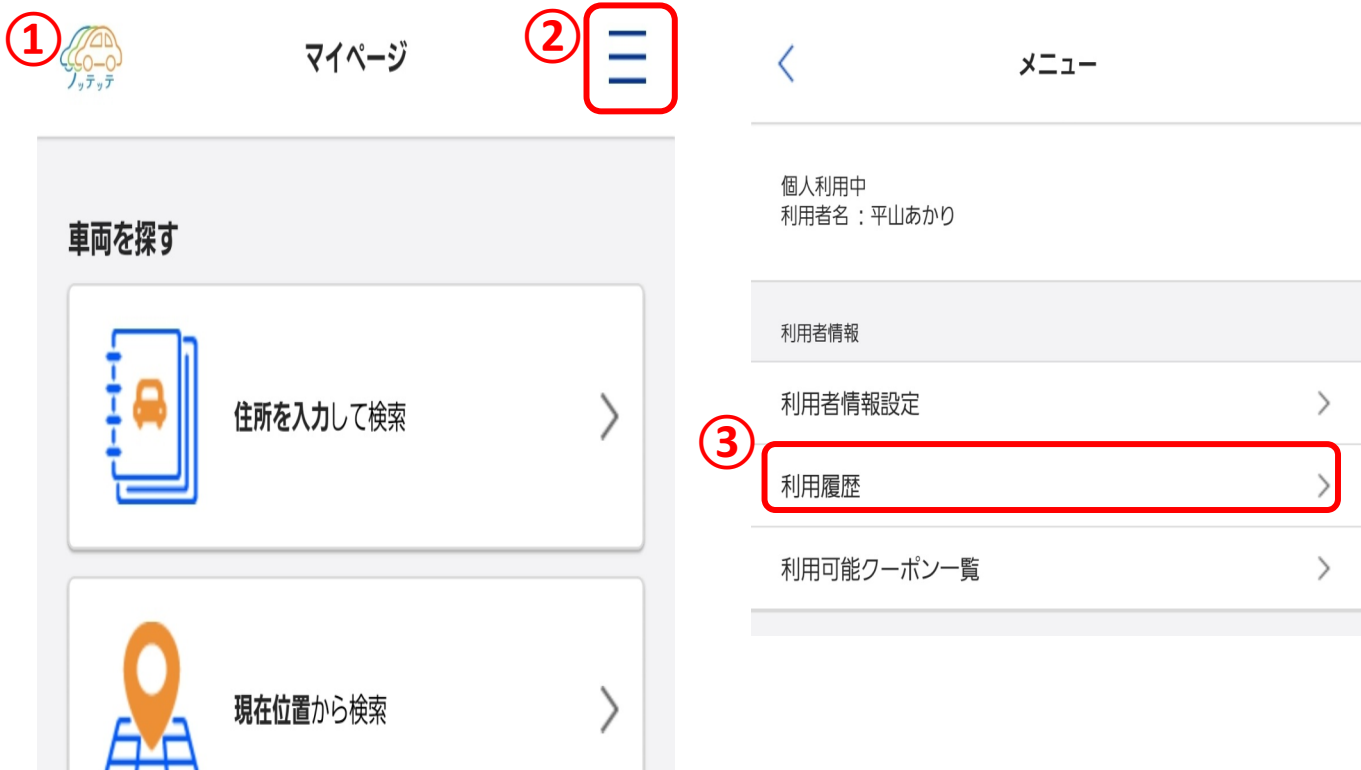 ①
ノッテッテ
マイページ
②
車両を探す
住所を入力して検索
現在位置から検索
メニュー
個人利用中
利用者名：平山あかり
利用者情報
利用者情報設定
③
利用履歴
利用可能クーポン一覧